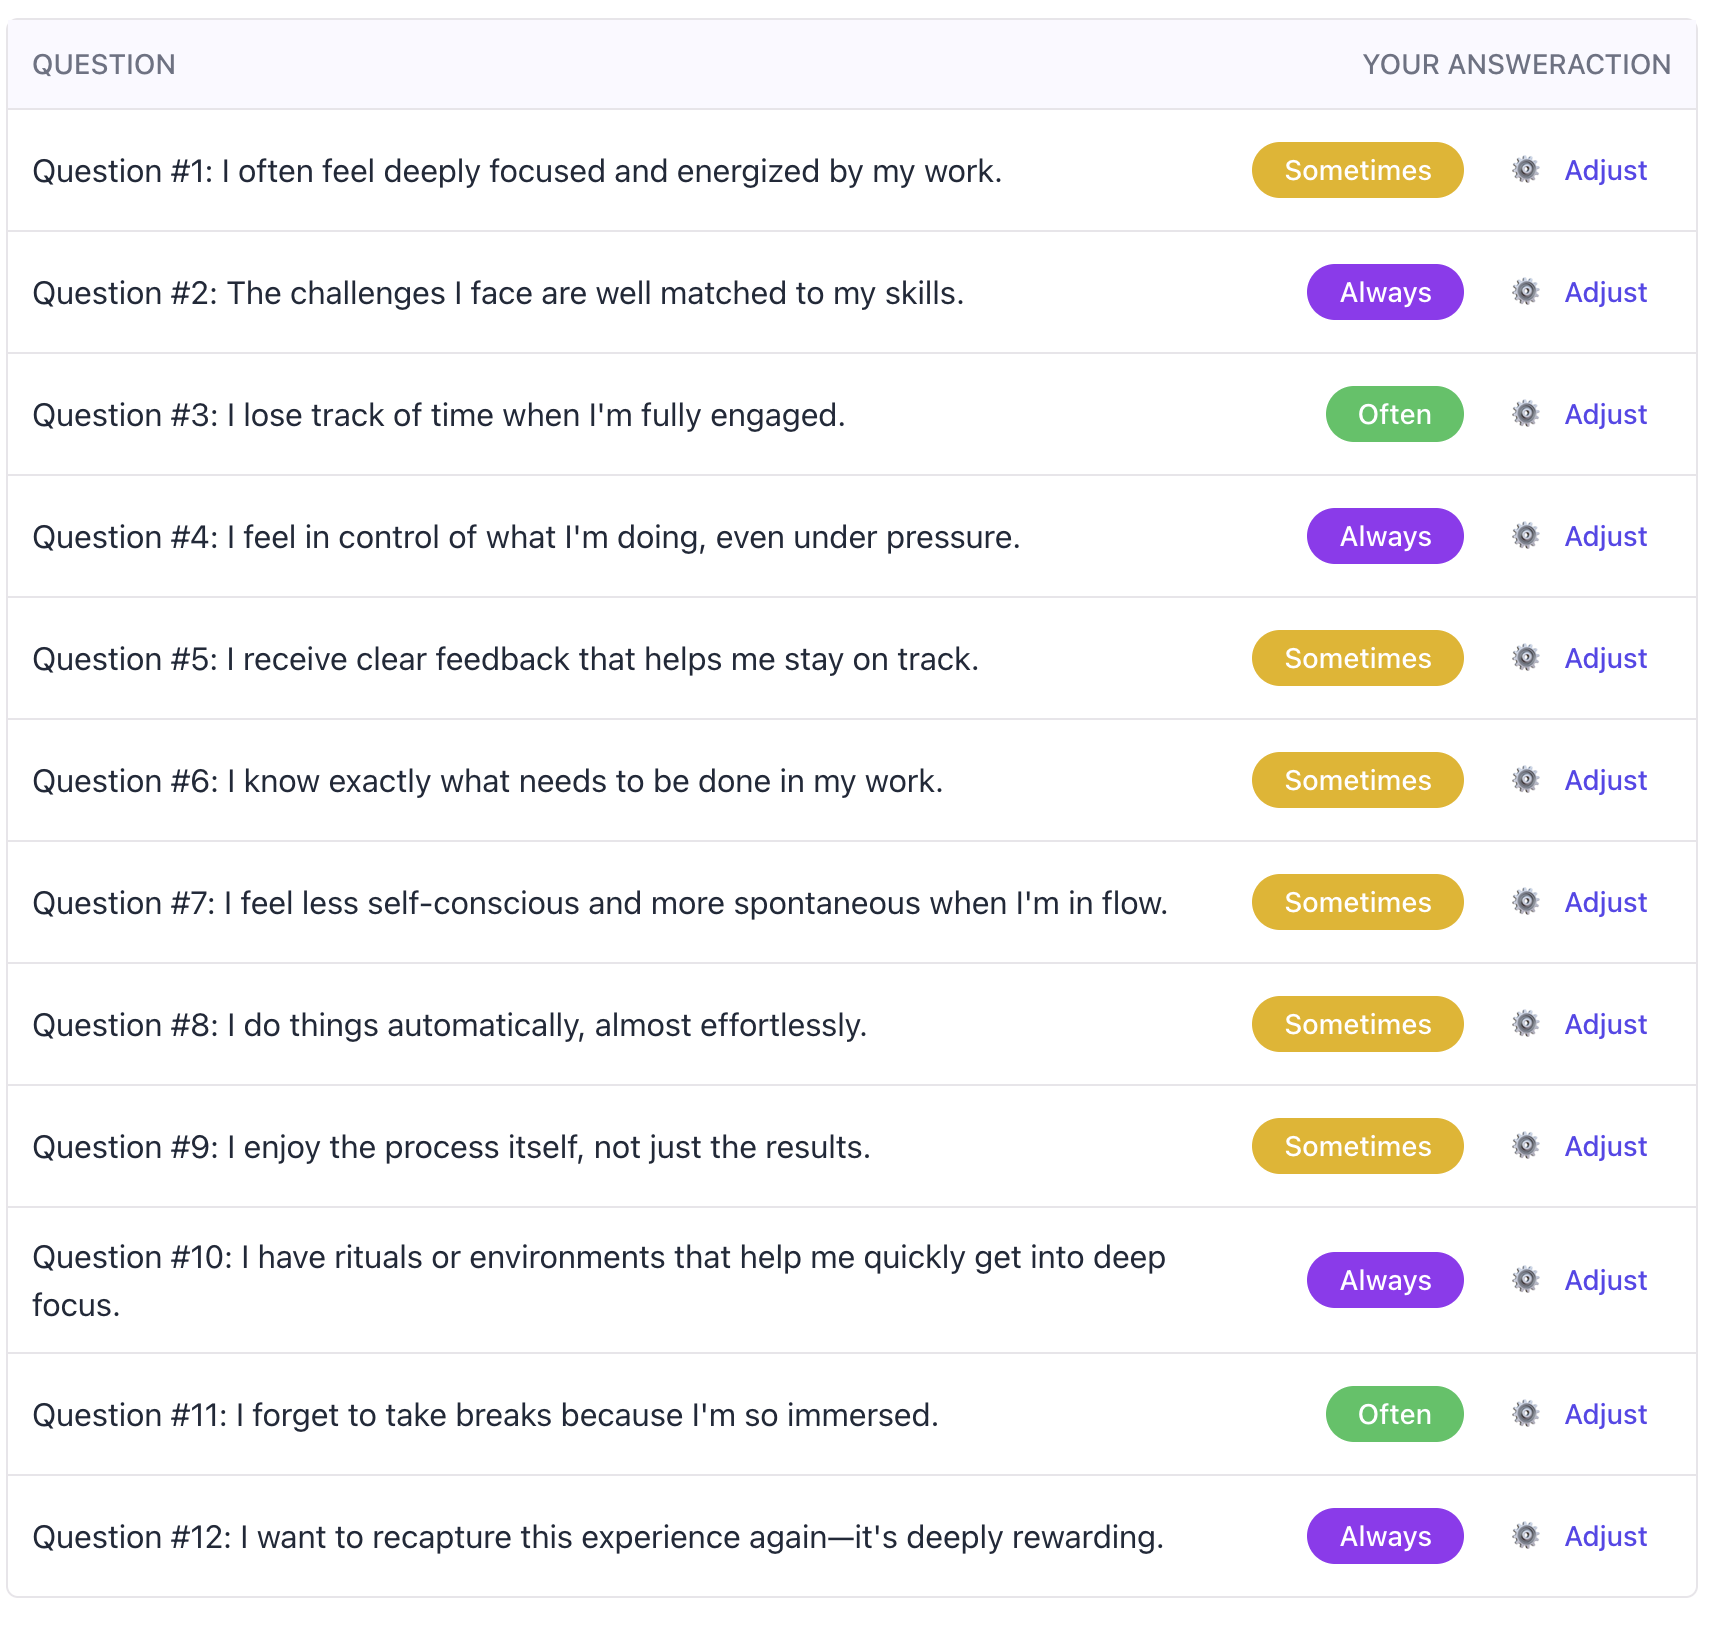 QUESTION YOUR ANSWERACTION
Question #1: I often feel deeply focused and energized by my work. Sometimes Adjust
Question #2: The challenges I face are well matched to my skills. Always Adjust
Question #3: I lose track of time when I'm fully engaged. Often Adjust
Question #4: I feel in control of what I'm doing, even under pressure. Always Adjust
Question #5: I receive clear feedback that helps me stay on track. Sometimes Adjust
Question #6: I know exactly what needs to be done in my work. Sometimes Adjust
Question #7: I feel less self-conscious and more spontaneous when I'm in flow. Sometimes Adjust
Question #8: I do things automatically, almost effortlessly. Sometimes Adjust
Question #9: I enjoy the process itself, not just the results. Sometimes Adjust
Question #10: I have rituals or environments that help me quickly get into deep
focus. Always Adjust
Question #11: I forget to take breaks because I'm so immersed. Often Adjust
Question #12: I want to recapture this experience again—it's deeply rewarding. Always Adjust